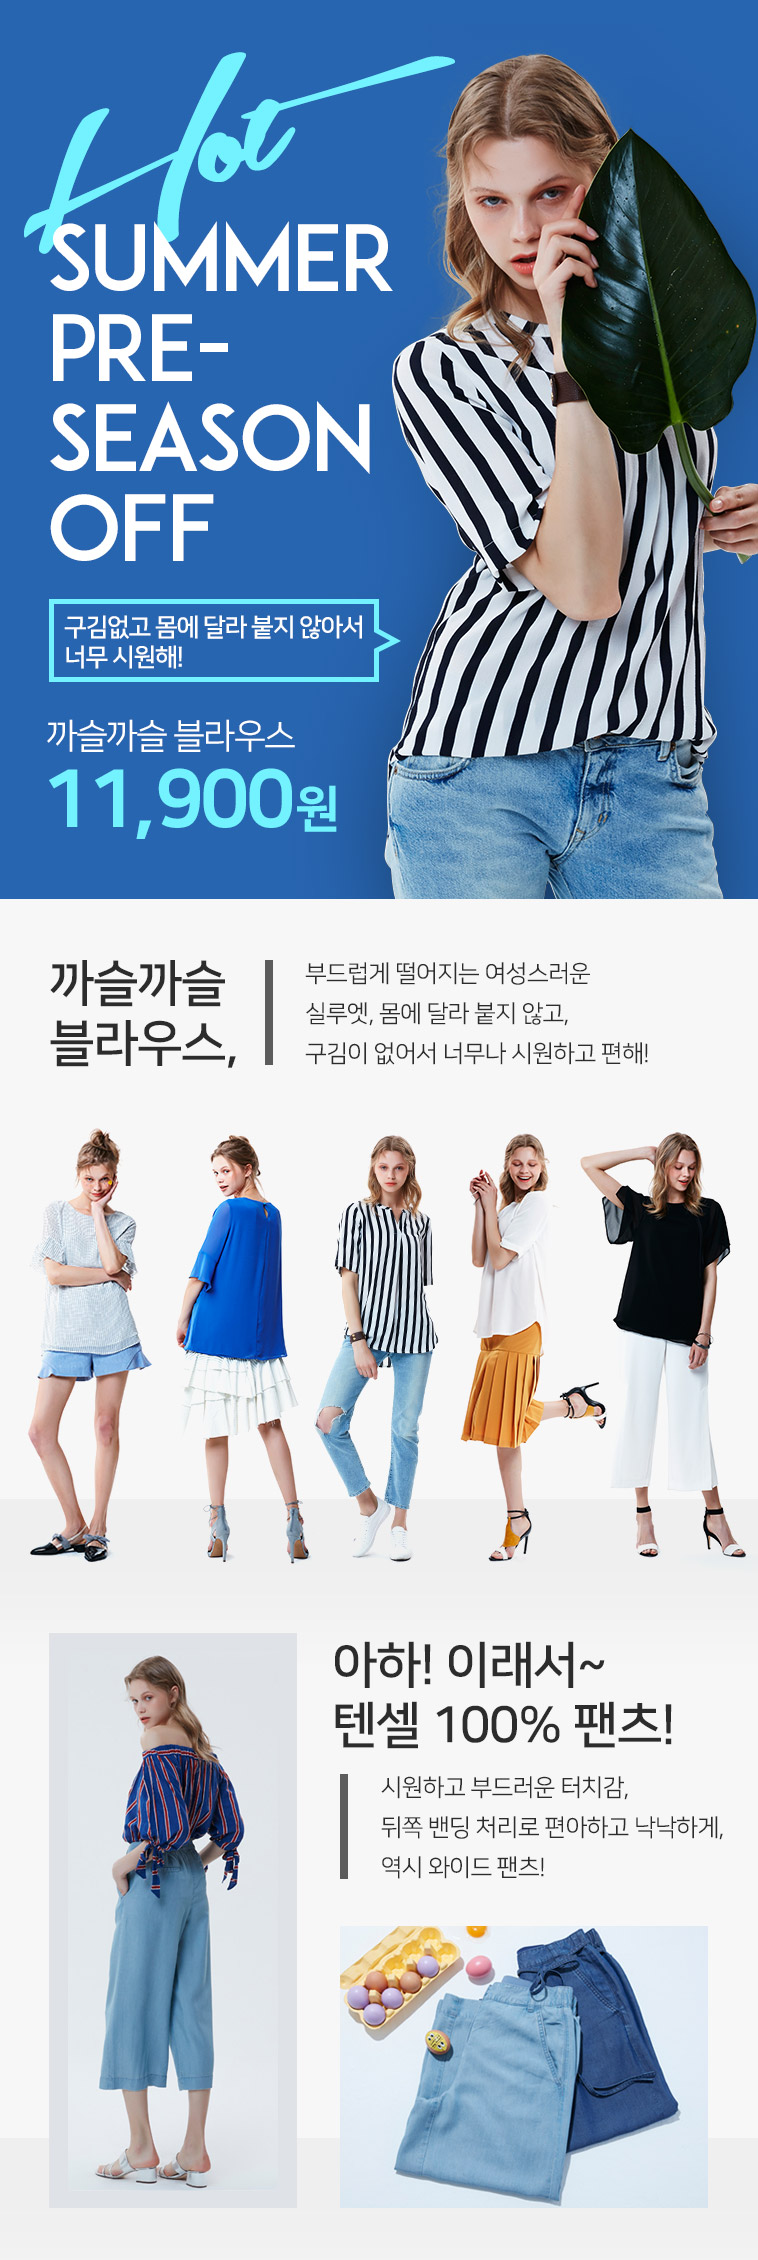 Hot
SUMMER
PRE-
SEASON
OFF
구김없고 몸에 달라 붙지 않아서
너무 시원해!
까슬까슬 블라우스
11,900원
까슬까슬
블라우스,
부드럽게 떨어지는 여성스러운
실루엣, 몸에 달라 붙지 않고,
구김이 없어서 너무나 시원하고 편해!
아하! 이래서~
텐셀 100% 팬츠!
시원하고 부드러운 터치감,
뒤쪽 밴딩 처리로 편아하고 낙낙하게,
역시 와이드 팬츠!